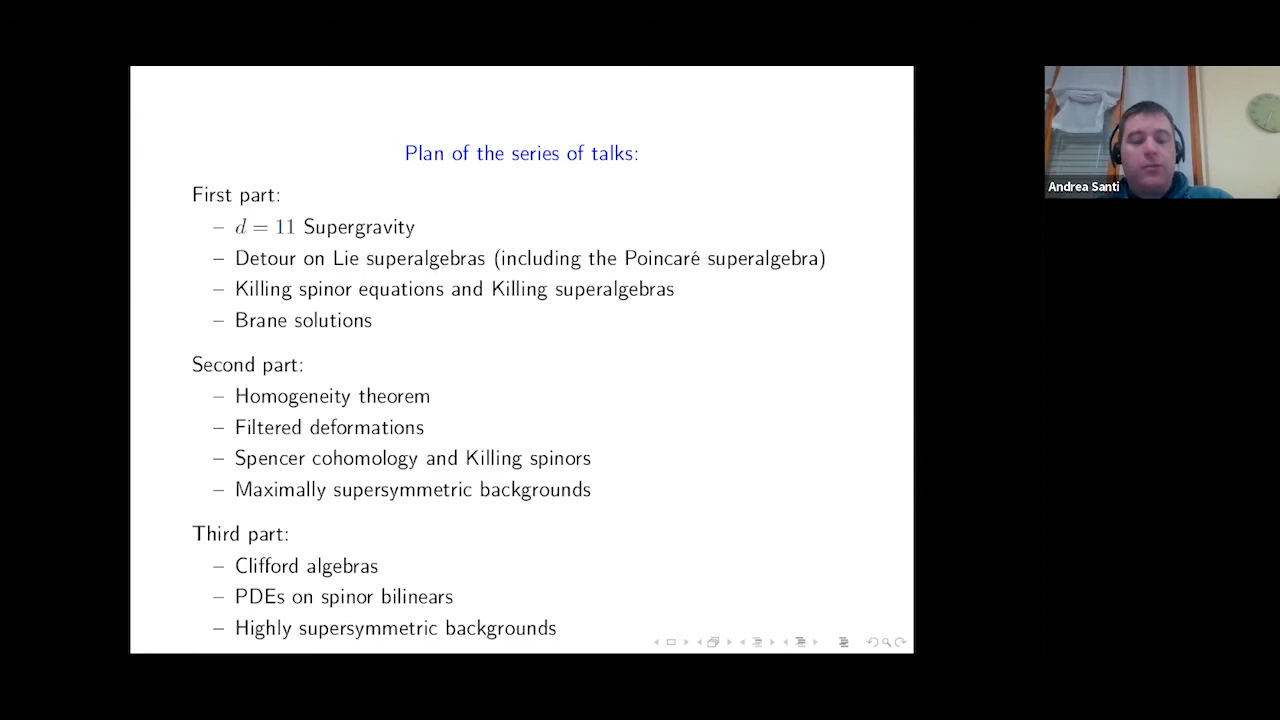 Plan of the series of talks:
First part:
– d = 11 Supergravity
– Detour on Lie superalgebras (including the Poincaré superalgebra)
– Killing spinor equations and Killing superalgebras
– Brane solutions
Second part:
– Homogeneity theorem
– Filtered deformations
– Spencer cohomology and Killing spinors
– Maximally supersymmetric backgrounds
Third part:
– Clifford algebras
– PDEs on spinor bilinears
– Highly supersymmetric backgrounds
Andrea Santi